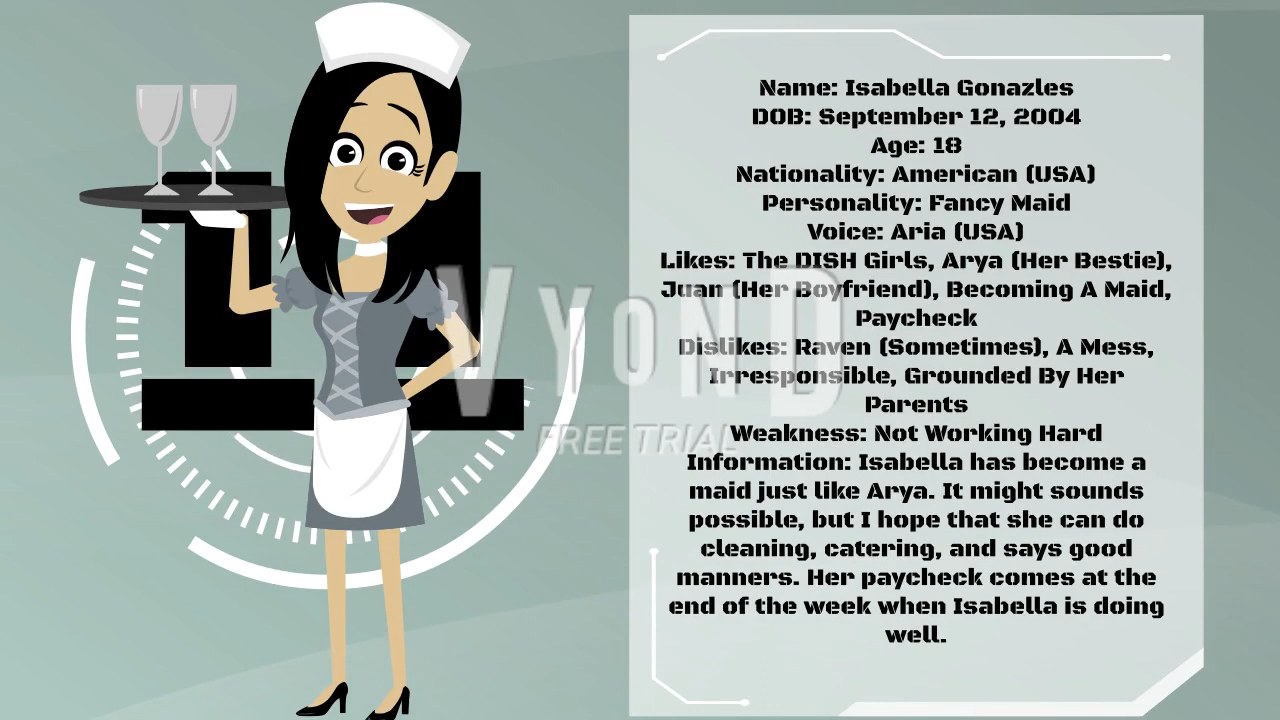 Name: Isabella Gonazles
DOB: September 12, 2004
Age: 18
Nationality: American (USA)
Personality: Fancy Maid
Voice: Aria (USA)
Likes: The DISH Girls, Arya (Her Bestie),
Juan (Her Boyfriend), Becoming A Maid,
Paycheck
Dislikes: Raven (Sometimes), A Mess,
Irresponsible, Grounded By Her
Parents
Weakness: Not Working Hard
Information: Isabella has become a
maid just like Arya. It might sounds
possible, but I hope that she can do
cleaning, catering, and says good
manners. Her paycheck comes at the
end of the week when Isabella is doing
well.
VYOND
FREE TRIAL